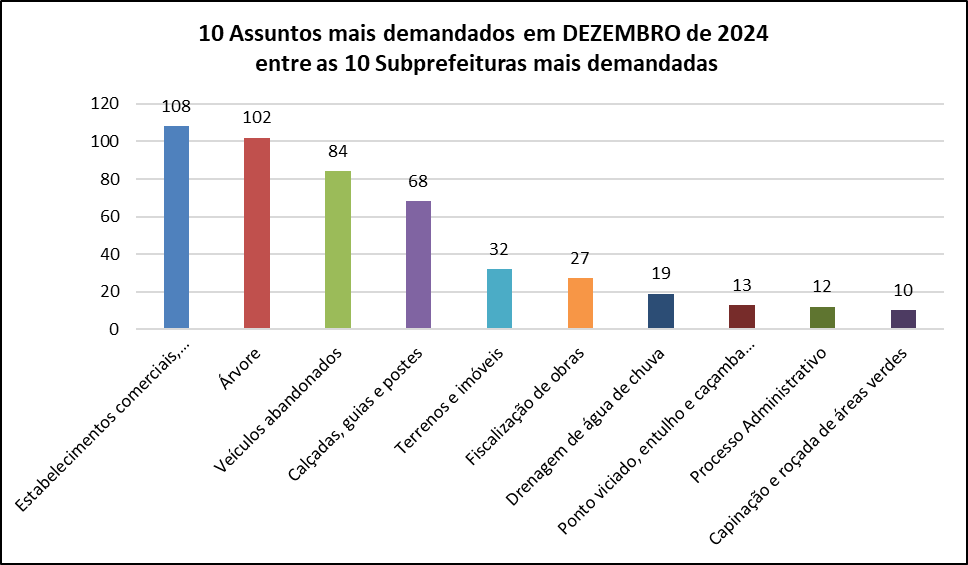 10 Assuntos mais demandados em DEZEMBRO de 2024
entre as 10 Subprefeituras mais demandadas
120
100
80
60
40
20
0
108
102
84
68
32
27
19
13
12
10
Estabelecimentos comerciais,...
Árvore
Veículos abandonados
Calçadas, guias e postes
Terrenos e imóveis
Fiscalização de obras
Drenagem de água de chuva
Ponto viciado, entulho e caçamba...
Processo Administrativo
Capinação e roçada de áreas verdes